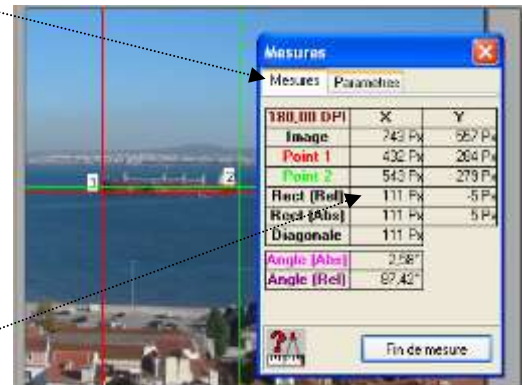 Mesures
Mesures Paramètres
180,00 DPI X Y
Image 743 Px 557 Px
Point 1 432 Px 284 Px
Point 2 543 Px 279 Px
Rect (Rel) 111 Px -5 Px
Rect (Abs) 111 Px 5 Px
Diagonale 111 Px
Angle (Abs) 2,58°
Angle (Rel) 87,42°
Fin de mesure
1
2